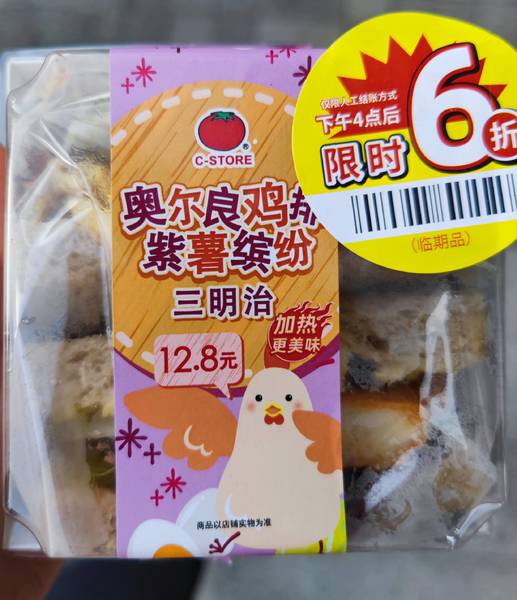 仅限人工结账方式
下午4点后
限时6折
(临期品)
®
C-STORE
奥尔良鸡排
紫薯缤纷
三明治
加热
更美味
12.8元
商品以店铺实物为准